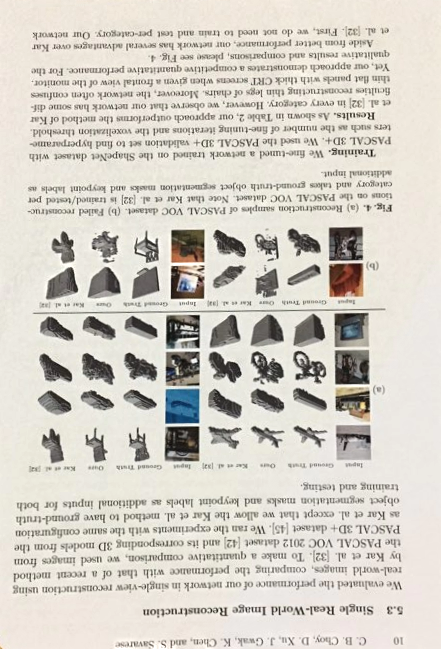 10 C. B. Choy, D. Xu, J. Gwak, K. Chen, and S. Savarese
5.3 Single Real-World Image Reconstruction
We evaluated the performance of our network in single-view reconstruction using
real-world images, comparing the performance with that of a recent method
by Kar et al. [32]. To make a quantitative comparison, we used images from
the PASCAL VOC 2012 dataset [42] and its corresponding 3D models from the
PASCAL 3D+ dataset [45]. We ran the experiments with the same configuration
as Kar et al. except that we allow the Kar et al. method to have ground-truth
object segmentation masks and keypoint labels as additional inputs for both
training and testing.
Input Ground Truth Ours Kar et al. [32] Input Ground Truth Ours Kar et al. [32]
(a)
Input Ground Truth Ours Kar et al. [32] Input Ground Truth Ours Kar et al. [32]
(b)
Fig. 4. (a) Reconstruction samples of PASCAL VOC dataset. (b) Failed reconstruc-
tions on the PASCAL VOC dataset. Note that Kar et al. [32] is trained/tested per
category and takes ground-truth object segmentation masks and keypoint labels as
additional input.
Training. We fine-tuned a network trained on the ShapeNet dataset with
PASCAL 3D+. We used the PASCAL 3D+ validation set to find hyperparame-
ters such as the number of fine-tuning iterations and the voxelization threshold.
Results. As shown in Table 2, our approach outperforms the method of Kar
et al. [32] in every category. However, we observe that our network has some dif-
ficulties reconstructing thin legs of chairs. Moreover, the network often confuses
thin flat panels with thick CRT screens when given a frontal view of the monitor.
Yet, our approach demonstrates a competitive quantitative performance. For the
qualitative results and comparisons, please see Fig. 4.
Aside from better performance, our network has several advantages over Kar
et al. [32]. First, we do not need to train and test per-category. Our network